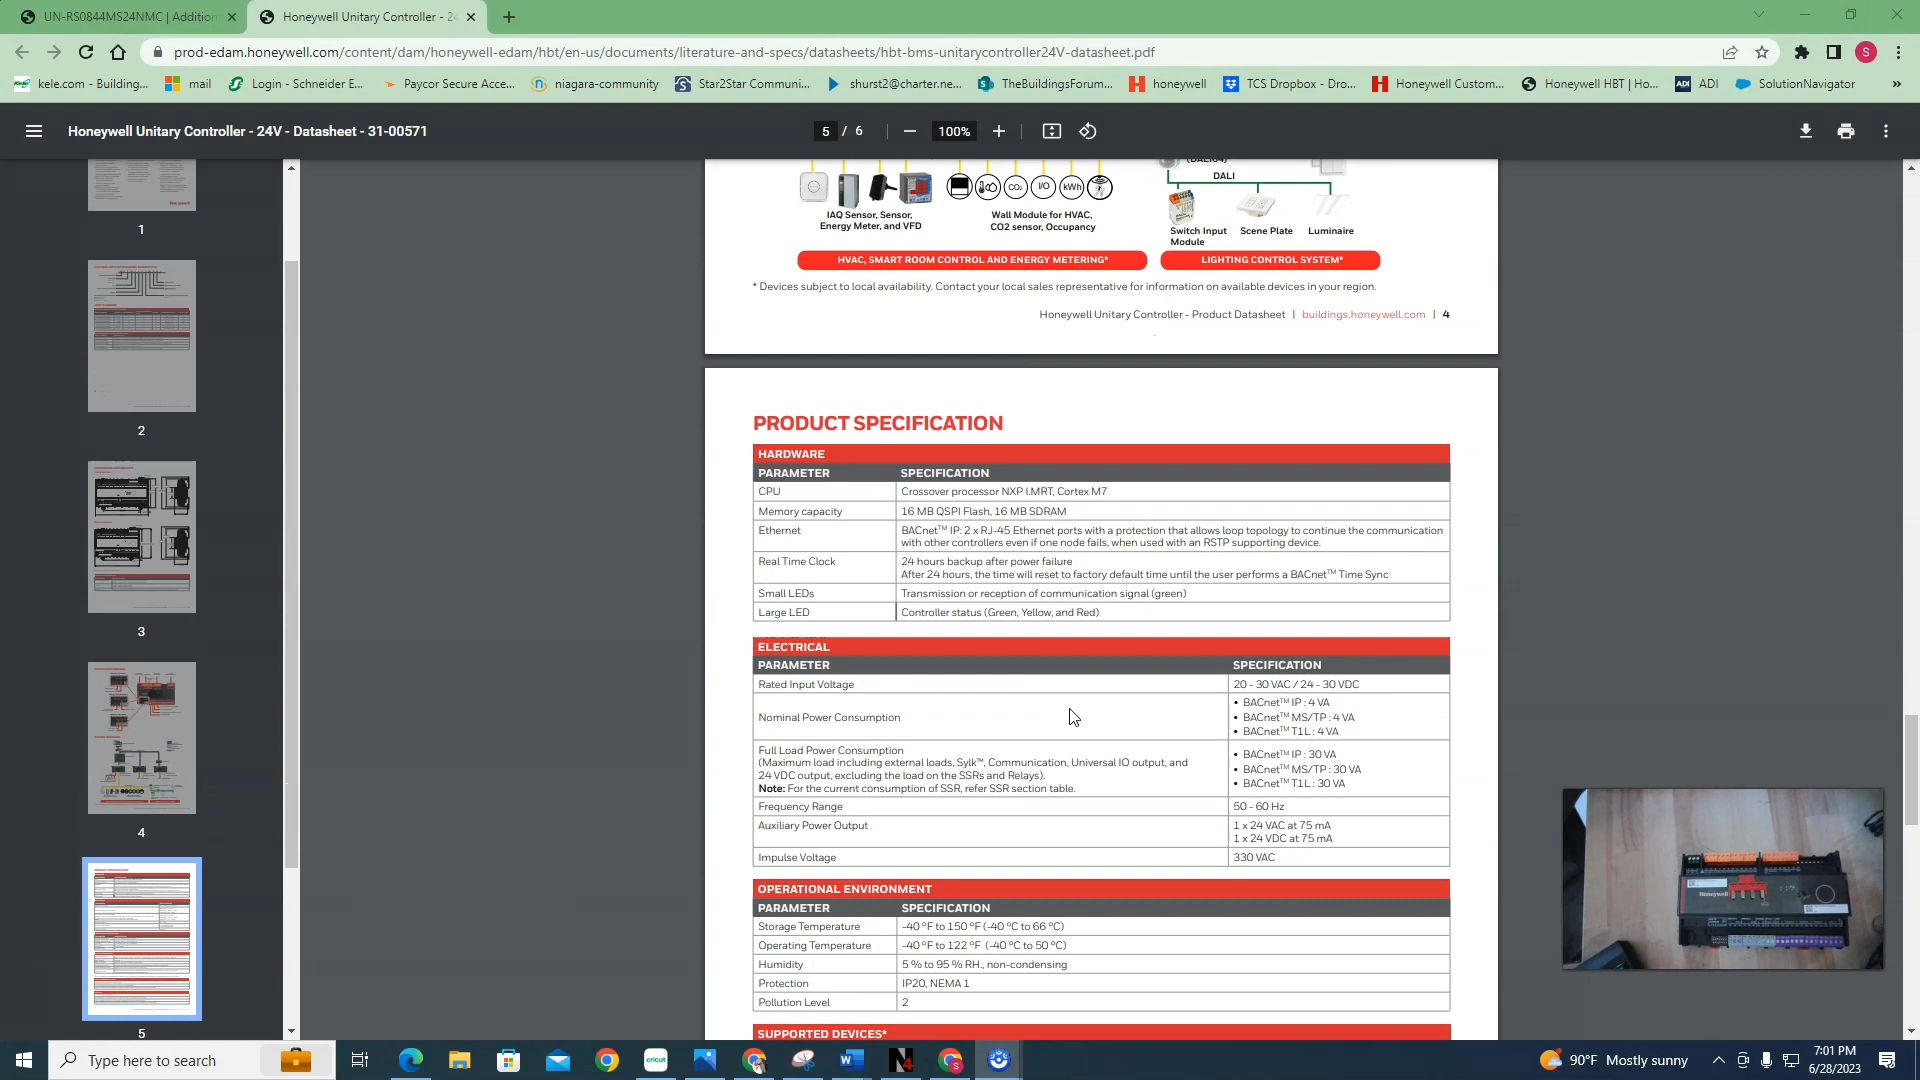 UN-RS0844MS24NMC | Addition
Honeywell Unitary Controller - 24
prod-edam.honeywell.com/content/dam/honeywell-edam/hbt/en-us/documents/literature-and-specs/datasheets/hbt-bms-unitarycontroller24V-datasheet.pdf
S
kele.com - Building...
mail
Login - Schneider E...
Paycor Secure Acce...
niagara-community
Star2Star Communi...
shurst2@charter.ne...
TheBuildingsForum...
honeywell
TCS Dropbox - Dro...
Honeywell Custom...
Honeywell HBT | Ho...
ADI
SolutionNavigator
»
Honeywell Unitary Controller - 24V - Datasheet - 31-00571
5 / 6
100%
1
2
3
4
5
(DALI64)
DALI
CO2
I/O
kWh
IAQ Sensor, Sensor,
Energy Meter, and VFD
Wall Module for HVAC,
CO2 sensor, Occupancy
Switch Input
Module
Scene Plate
Luminaire
HVAC, SMART ROOM CONTROL AND ENERGY METERING*
LIGHTING CONTROL SYSTEM*
* Devices subject to local availability. Contact your local sales representative for information on available devices in your region.
Honeywell Unitary Controller - Product Datasheet | buildings.honeywell.com | 4
PRODUCT SPECIFICATION
HARDWARE
PARAMETER SPECIFICATION
CPU Crossover processor NXP I.MRT, Cortex M7
Memory capacity 16 MB QSPI Flash, 16 MB SDRAM
Ethernet BACnet™ IP: 2 x RJ-45 Ethernet ports with a protection that allows loop topology to continue the communication
with other controllers even if one node fails, when used with an RSTP supporting device.
Real Time Clock 24 hours backup after power failure
After 24 hours, the time will reset to factory default time until the user performs a BACnet™ Time Sync
Small LEDs Transmission or reception of communication signal (green)
Large LED Controller status (Green, Yellow, and Red)
ELECTRICAL
PARAMETER SPECIFICATION
Rated Input Voltage 20 - 30 VAC / 24 - 30 VDC
Nominal Power Consumption
• BACnet™ IP : 4 VA
• BACnet™ MS/TP : 4 VA
• BACnet™ T1L : 4 VA
Full Load Power Consumption
(Maximum load including external loads, Sylk™, Communication, Universal IO output, and
24 VDC output, excluding the load on the SSRs and Relays).
Note: For the current consumption of SSR, refer SSR section table.
• BACnet™ IP : 30 VA
• BACnet™ MS/TP : 30 VA
• BACnet™ T1L : 30 VA
Frequency Range 50 - 60 Hz
Auxiliary Power Output 1 x 24 VAC at 75 mA
1 x 24 VDC at 75 mA
Impulse Voltage 330 VAC
OPERATIONAL ENVIRONMENT
PARAMETER SPECIFICATION
Storage Temperature -40 °F to 150 °F (-40 °C to 66 °C)
Operating Temperature -40 °F to 122 °F (-40 °C to 50 °C)
Humidity 5 % to 95 % RH., non-condensing
Protection IP20, NEMA 1
Pollution Level 2
SUPPORTED DEVICES*
Honeywell
Type here to search
cricut
W
N4
S
90°F Mostly sunny
7:01 PM
6/28/2023